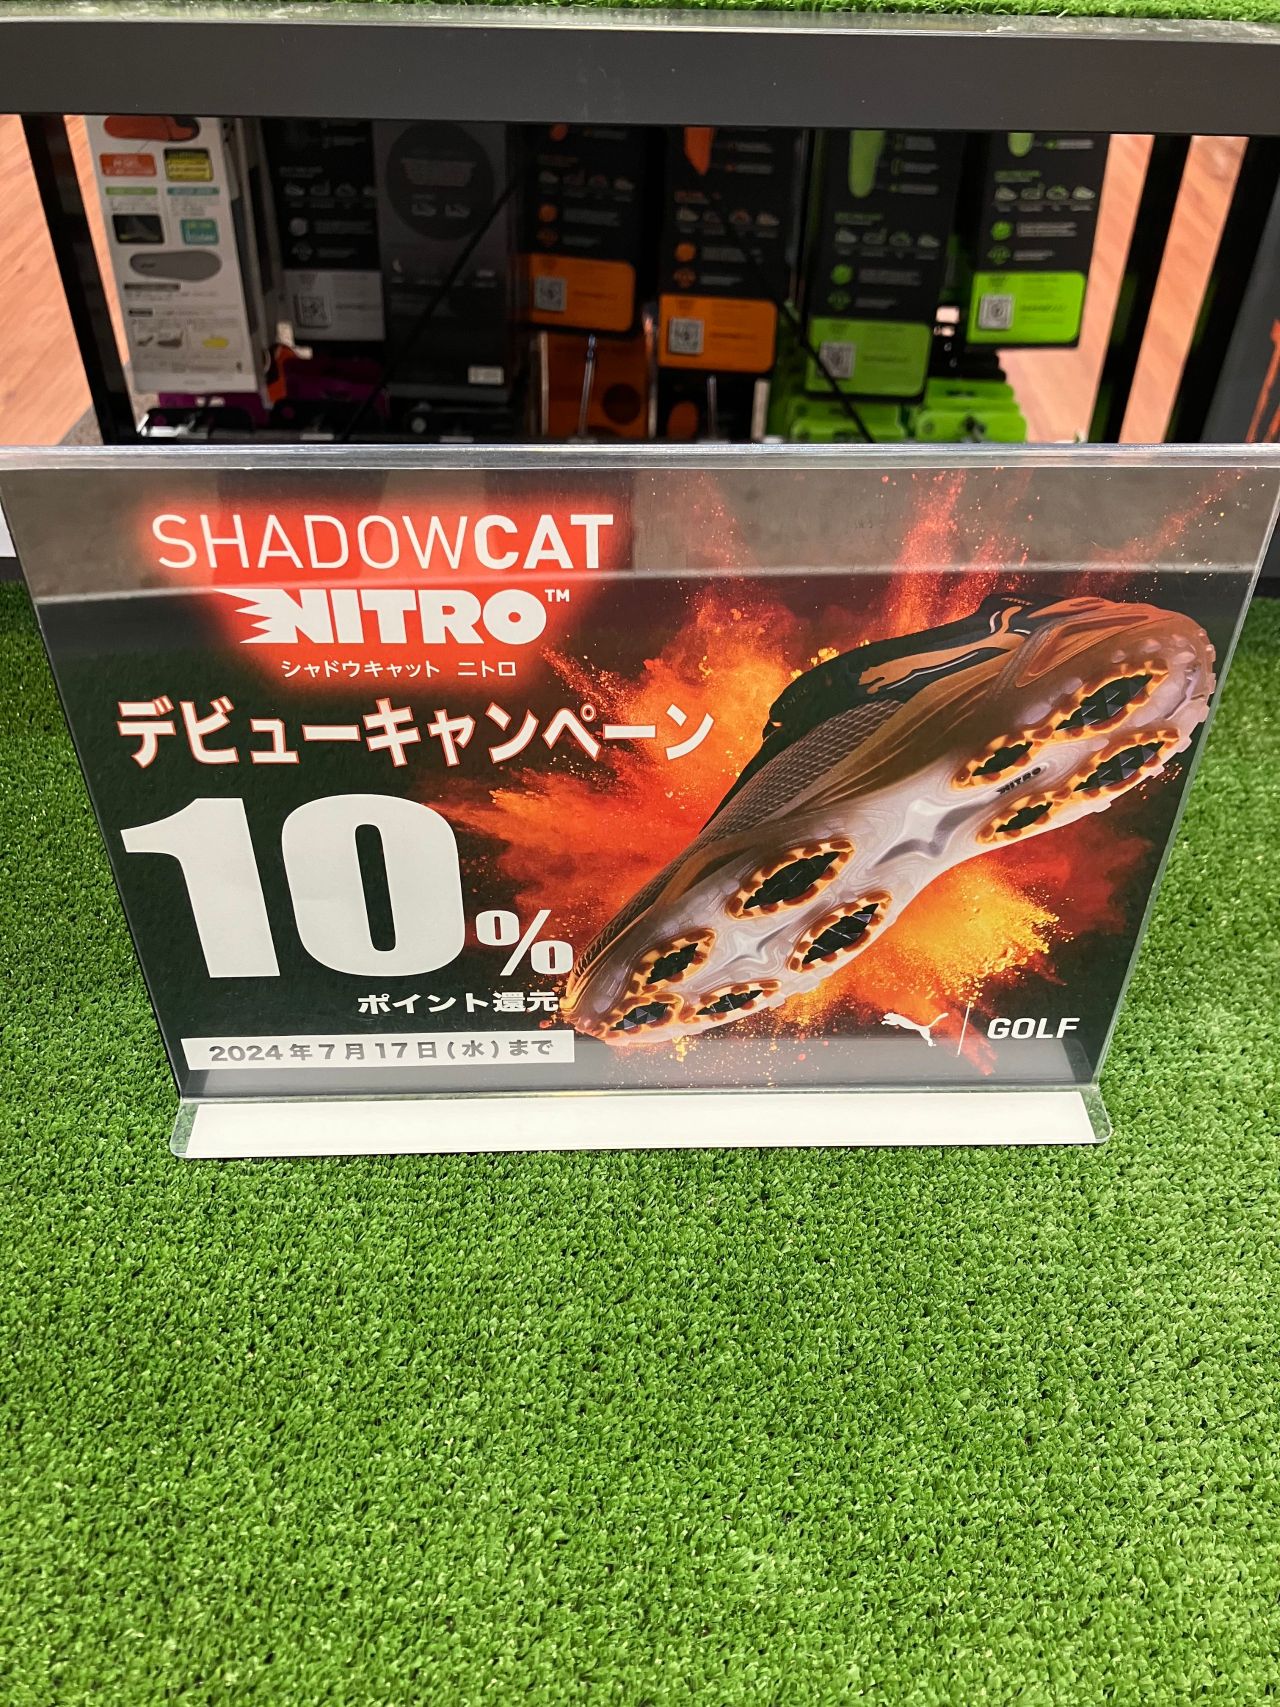 SHADOWCAT
NITRO™
シャドウキャット ニトロ
デビューキャンペーン
10%
ポイント還元
2024年7月17日(水)まで
NITRO
GOLF